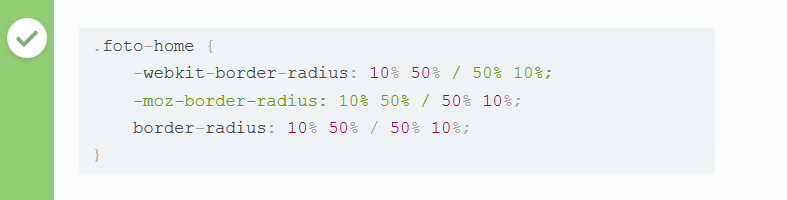 .foto-home {
-webkit-border-radius: 10% 50% / 50% 10%;
-moz-border-radius: 10% 50% / 50% 10%;
border-radius: 10% 50% / 50% 10%;
}